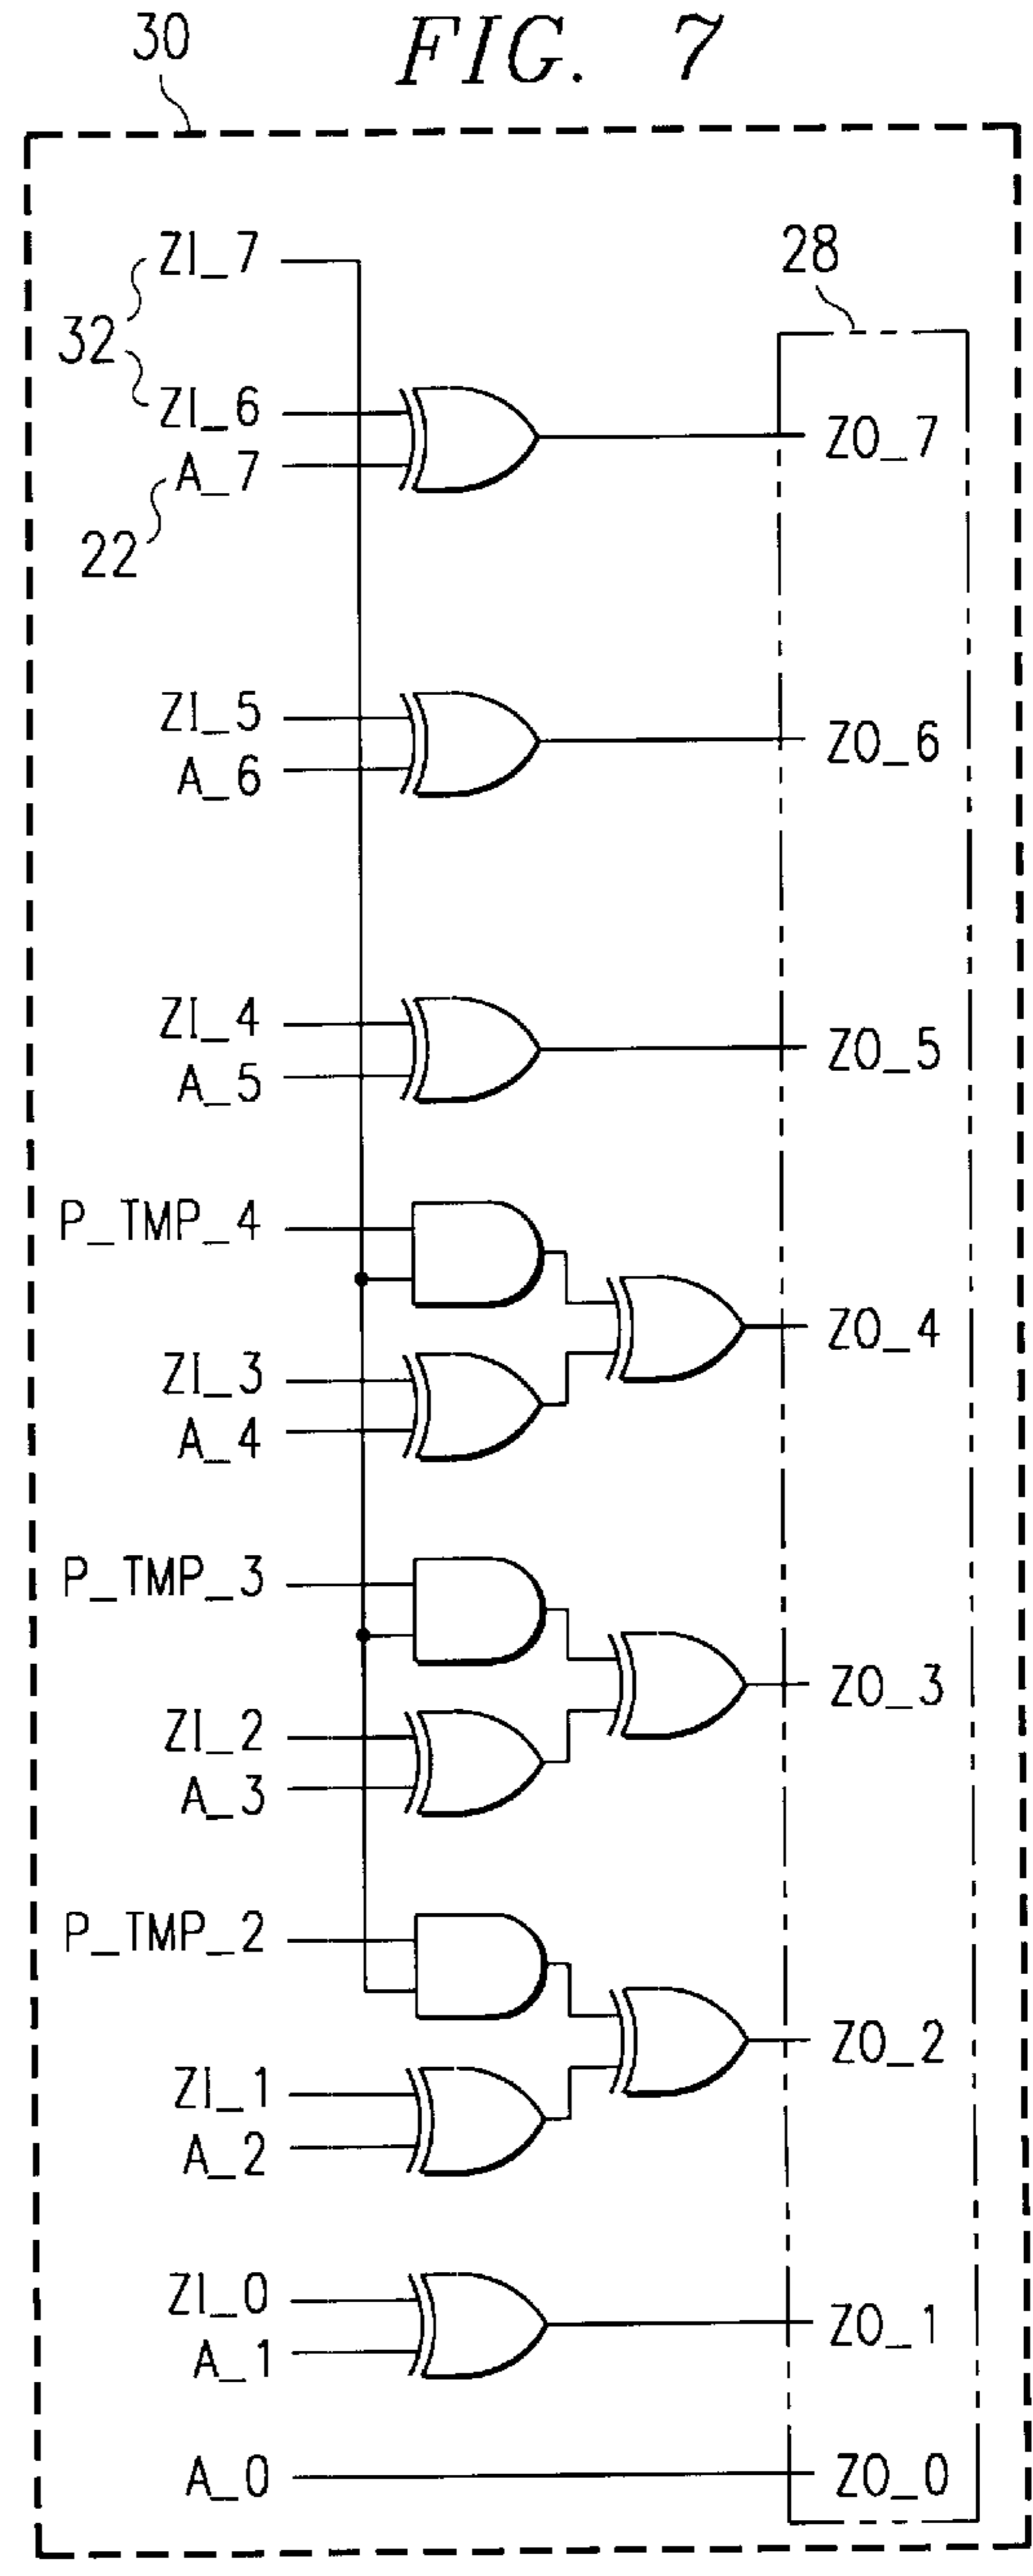 FIG. 7
30
28
ZI_7
32
ZI_6
ZO_7
A_7
22
ZI_5
ZO_6
A_6
ZI_4
ZO_5
A_5
P_TMP_4
ZO_4
ZI_3
A_4
P_TMP_3
ZO_3
ZI_2
A_3
P_TMP_2
ZO_2
ZI_1
A_2
ZI_0
ZO_1
A_1
A_0
ZO_0